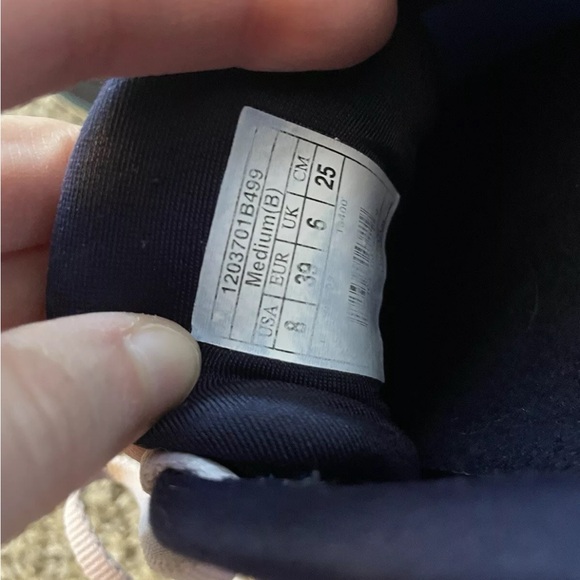 1203701B499
Medium(B)
USA EUR UK CM
8 39 6 25